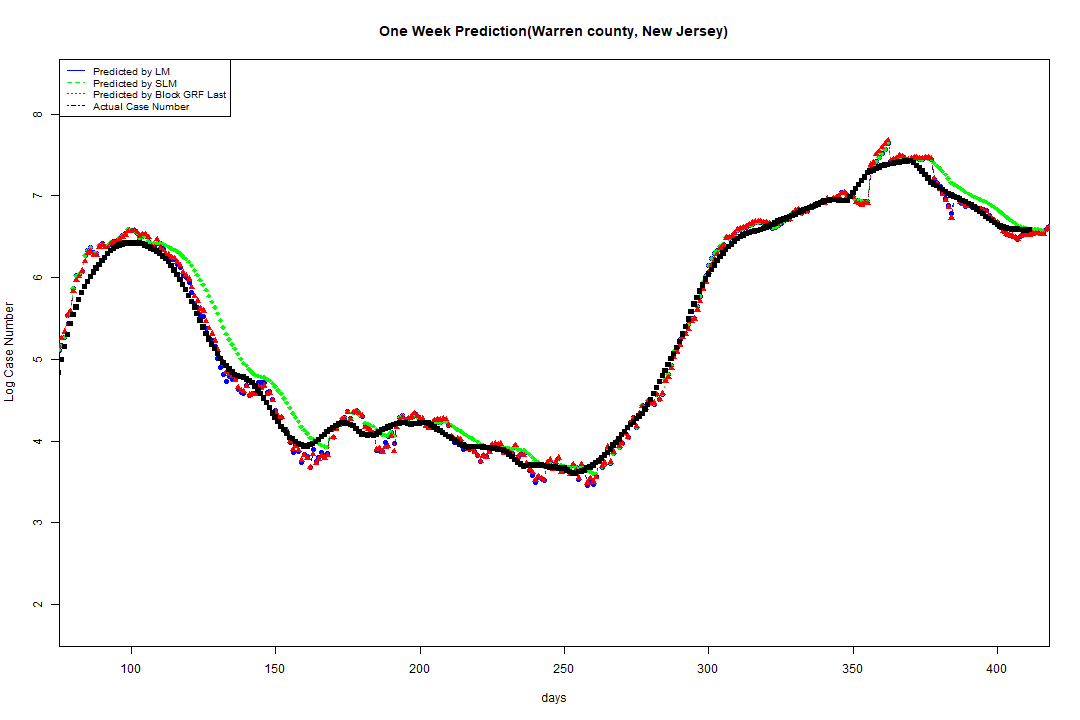 One Week Prediction(Warren county, New Jersey)
Predicted by LM
Predicted by SLM
Predicted by Block GRF Last
Actual Case Number
8
7
6
5
4
3
2
Log Case Number
100 150 200 250 300 350 400
days